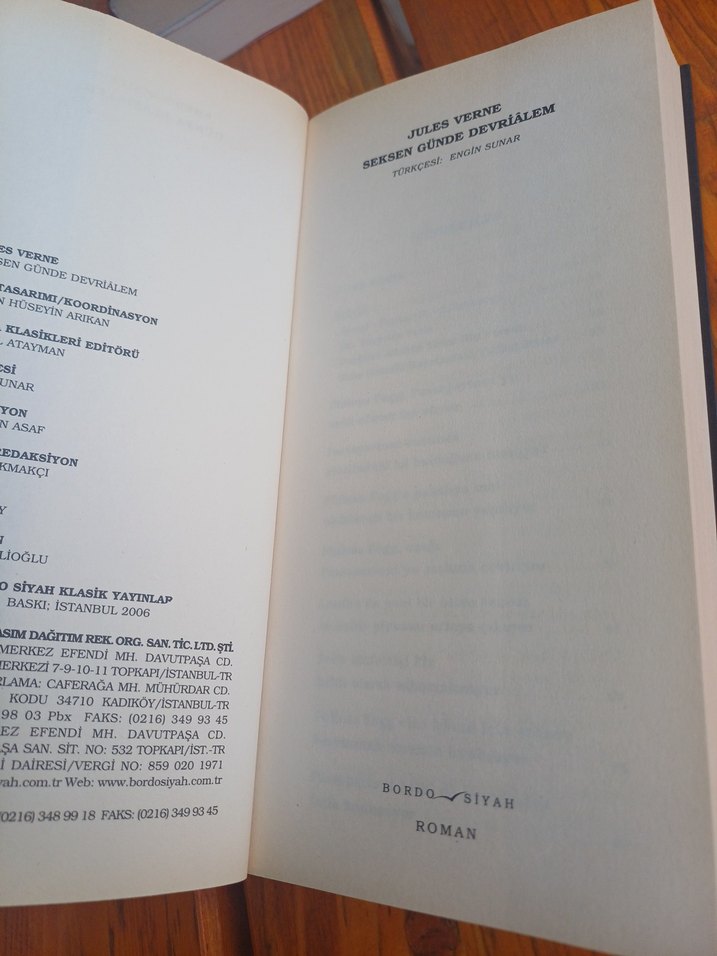 ES VERNE
SEN GÜNDE DEVRİÂLEM
TASARIMI/KOORDİNASYON
N HÜSEYİN ARIKAN
KLASİKLERİ EDİTÖRÜ
L ATAYMAN
ESİ
UNAR
YON
N ASAF
REDAKSİYON
KMAKÇI
Y
N
LİOĞLU
O SİYAH KLASİK YAYINLAP
BASKI; İSTANBUL 2006
ASIM DAĞITIM REK. ORG. SAN. TİC. LTD. ŞTİ.
MERKEZ EFENDİ MH. DAVUTPAŞA CD.
MERKEZİ 7-9-10-11 TOPKAPI/İSTANBUL-TR
RLAMA: CAFERAĞA MH. MÜHÜRDAR CD.
KODU 34710 KADIKÖY/İSTANBUL-TR
98 03 Pbx FAKS: (0216) 349 93 45
EZ EFENDİ MH. DAVUTPAŞA CD.
ŞA SAN. SİT. NO: 532 TOPKAPI/İST.-TR
İ DAİRESİ/VERGİ NO: 859 020 1971
yah.com.tr Web: www.bordosiyah.com.tr
(0216) 348 99 18 FAKS: (0216) 349 93 45
JULES VERNE
SEKSEN GÜNDE DEVRİÂLEM
TÜRKÇESİ: ENGİN SUNAR
BORDO SİYAH
ROMAN